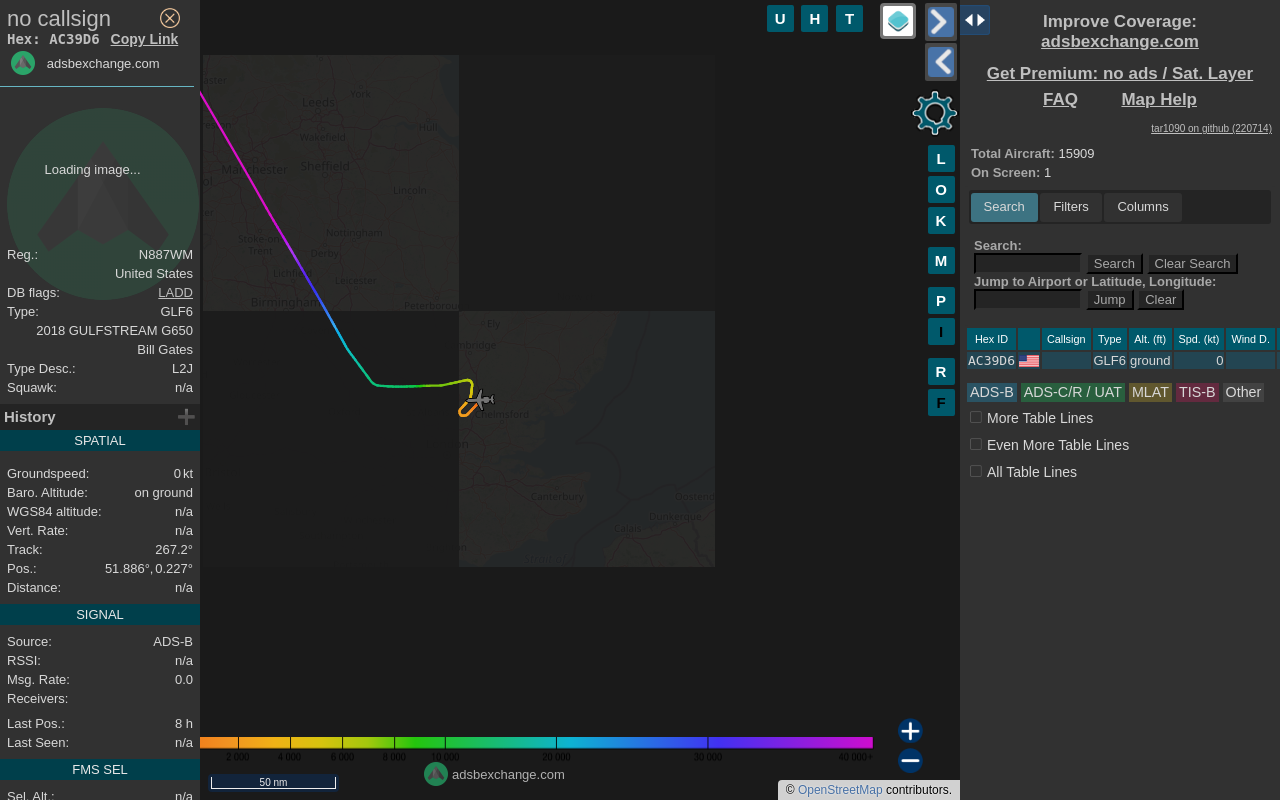 no callsign
Hex: AC39D6 Copy Link
adsbexchange.com
Loading image...
Reg.: N887WM
United States
DB flags: LADD
Type: GLF6
2018 GULFSTREAM G650
Bill Gates
Type Desc.: L2J
Squawk: n/a
History
SPATIAL
Groundspeed: 0 kt
Baro. Altitude: on ground
WGS84 altitude: n/a
Vert. Rate: n/a
Track: 267.2°
Pos.: 51.886°, 0.227°
Distance: n/a
SIGNAL
Source: ADS-B
RSSI: n/a
Msg. Rate: 0.0
Receivers:
Last Pos.: 8 h
Last Seen: n/a
FMS SEL
Sel. Alt.: n/a
U H T
L
O
K
M
P
I
R
F
York
Leeds
Hull
Wakefield
Manchester
Sheffield
Lincoln
Nottingham
Stoke-on-
Trent
Derby
Lichfield
Leicester
Birmingham
Peterborou
Ely
nbridge
Chelmsford
Canterbury
Oostend
Dunkerque
Calais
2 000 4 000 6 000 8 000 10 000 20 000 30 000 40 000+
50 nm
adsbexchange.com
© OpenStreetMap contributors.
Improve Coverage:
adsbexchange.com
Get Premium: no ads / Sat. Layer
FAQ Map Help
tar1090 on github (220714)
Total Aircraft: 15909
On Screen: 1
Search Filters Columns
Search:
Search Clear Search
Jump to Airport or Latitude, Longitude:
Jump Clear
Hex ID Callsign Type Alt. (ft) Spd. (kt) Wind D.
AC39D6 GLF6 ground 0
ADS-B ADS-C/R / UAT MLAT TIS-B Other
More Table Lines
Even More Table Lines
All Table Lines